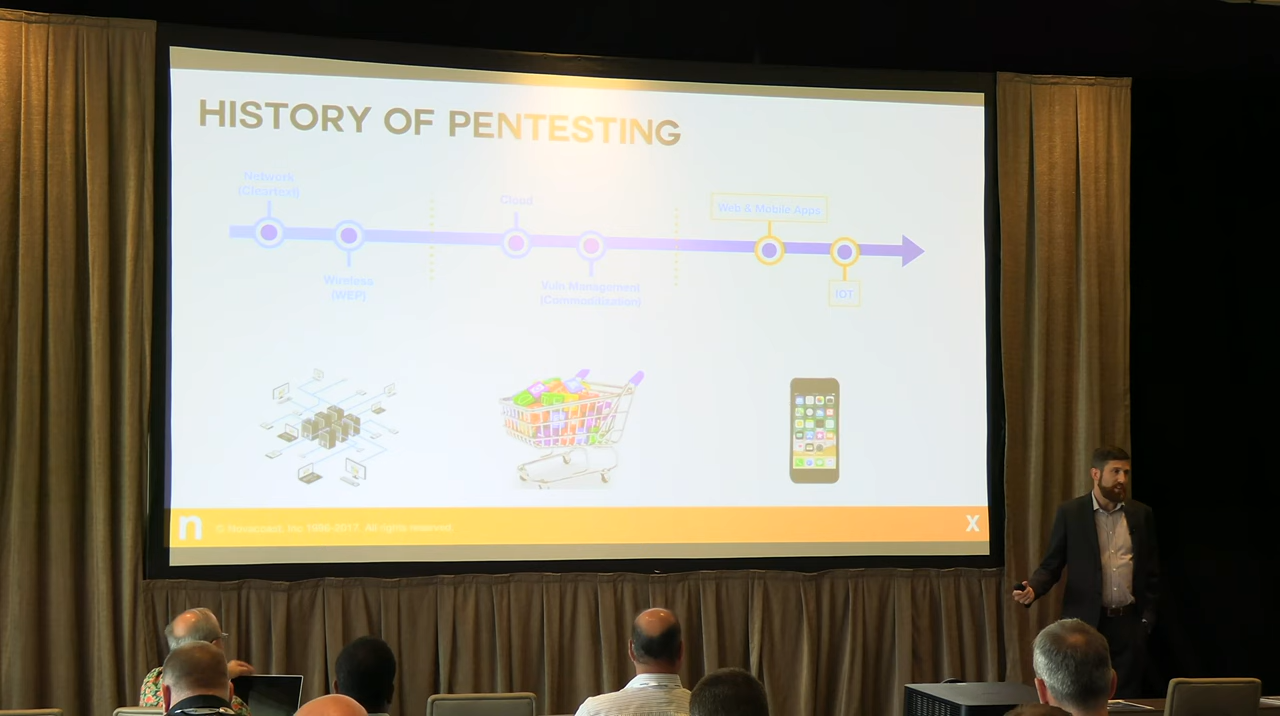 HISTORY OF PENTESTING
Network
(Cleartext)
Cloud
Web & Mobile Apps
Wireless
(WEP)
Vuln Management
(Commoditization)
IOT
n
© Novacoast, Inc 1996-2017. All rights reserved.
X